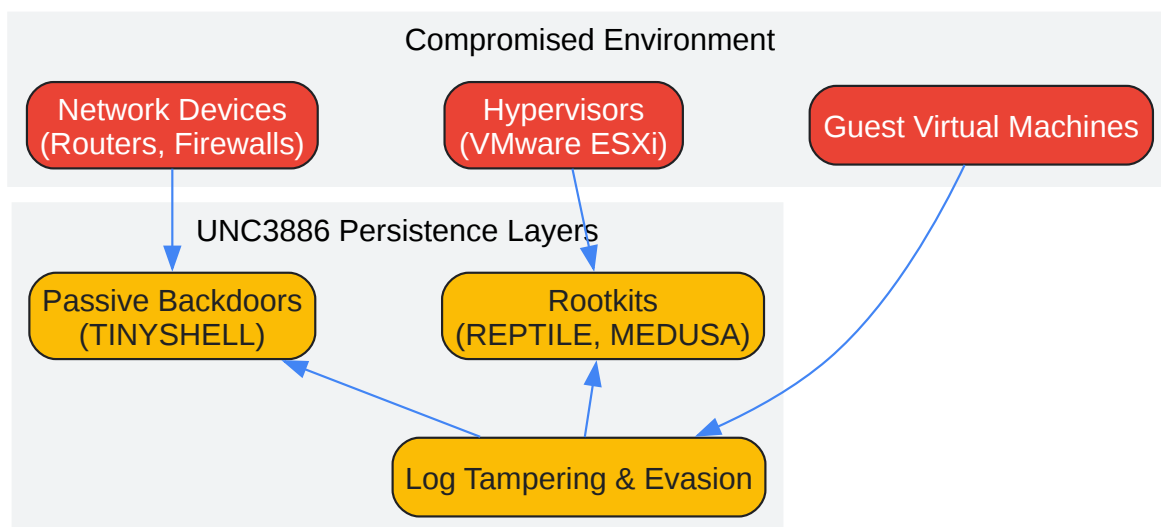 Compromised Environment
Network Devices
(Routers, Firewalls)
Hypervisors
(VMware ESXi)
Guest Virtual Machines
UNC3886 Persistence Layers
Passive Backdoors
(TINYSHELL)
Rootkits
(REPTILE, MEDUSA)
Log Tampering & Evasion